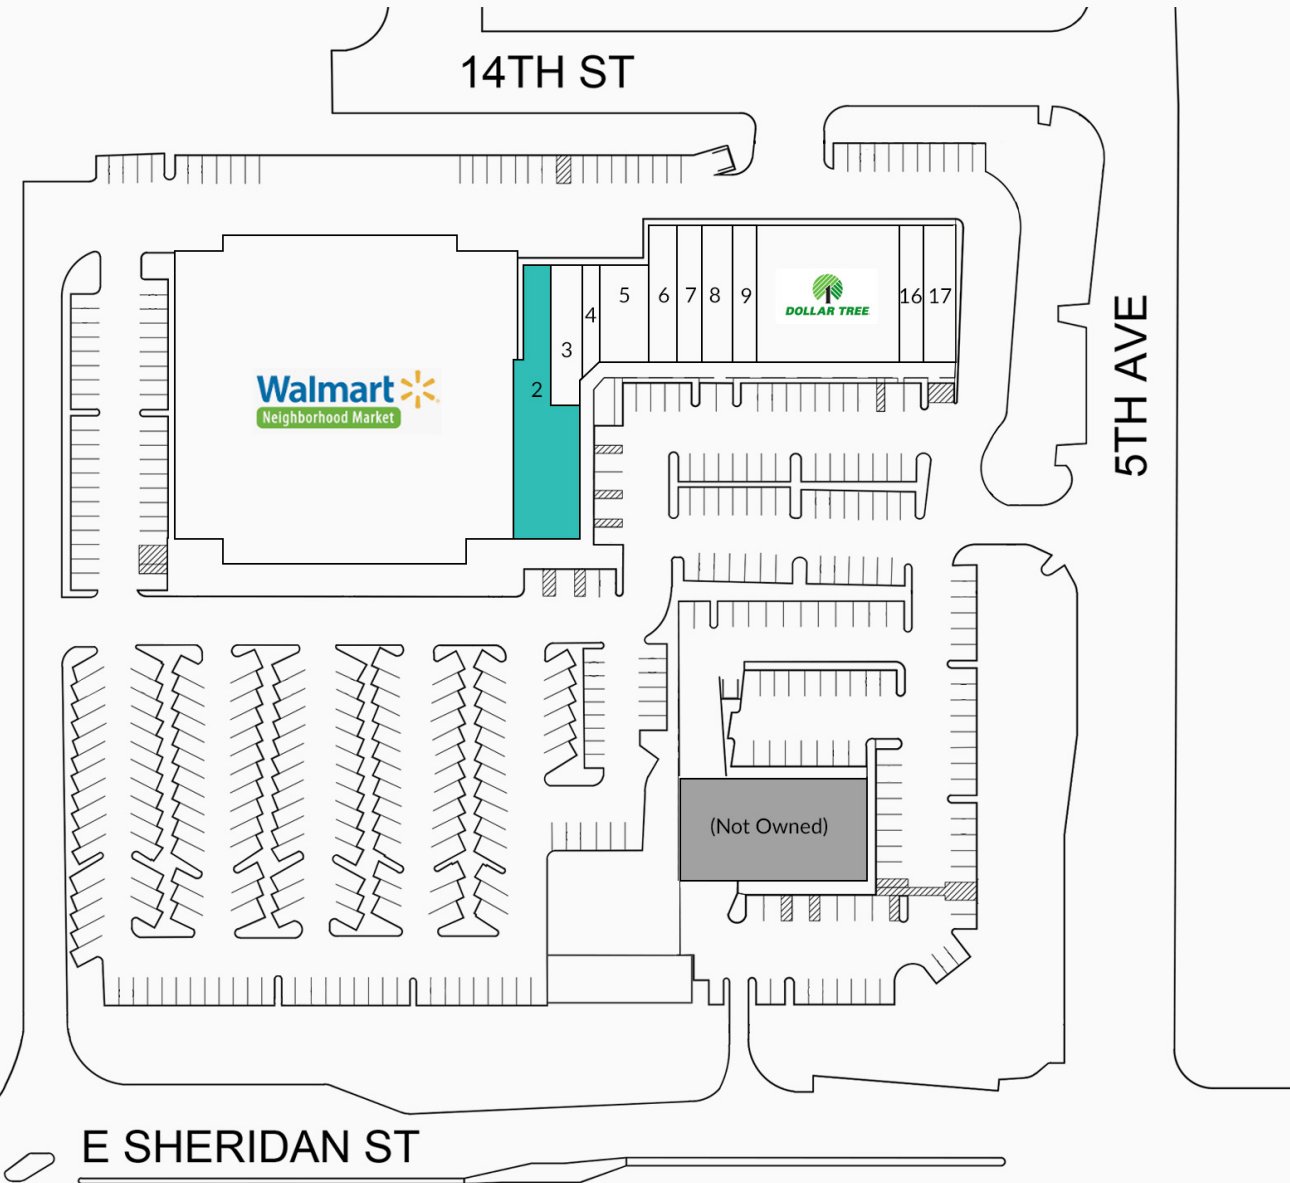 14TH ST
5TH AVE
Walmart
Neighborhood Market
2
3
4
5
6
7
8
9
DOLLAR TREE
16
17
(Not Owned)
E SHERIDAN ST